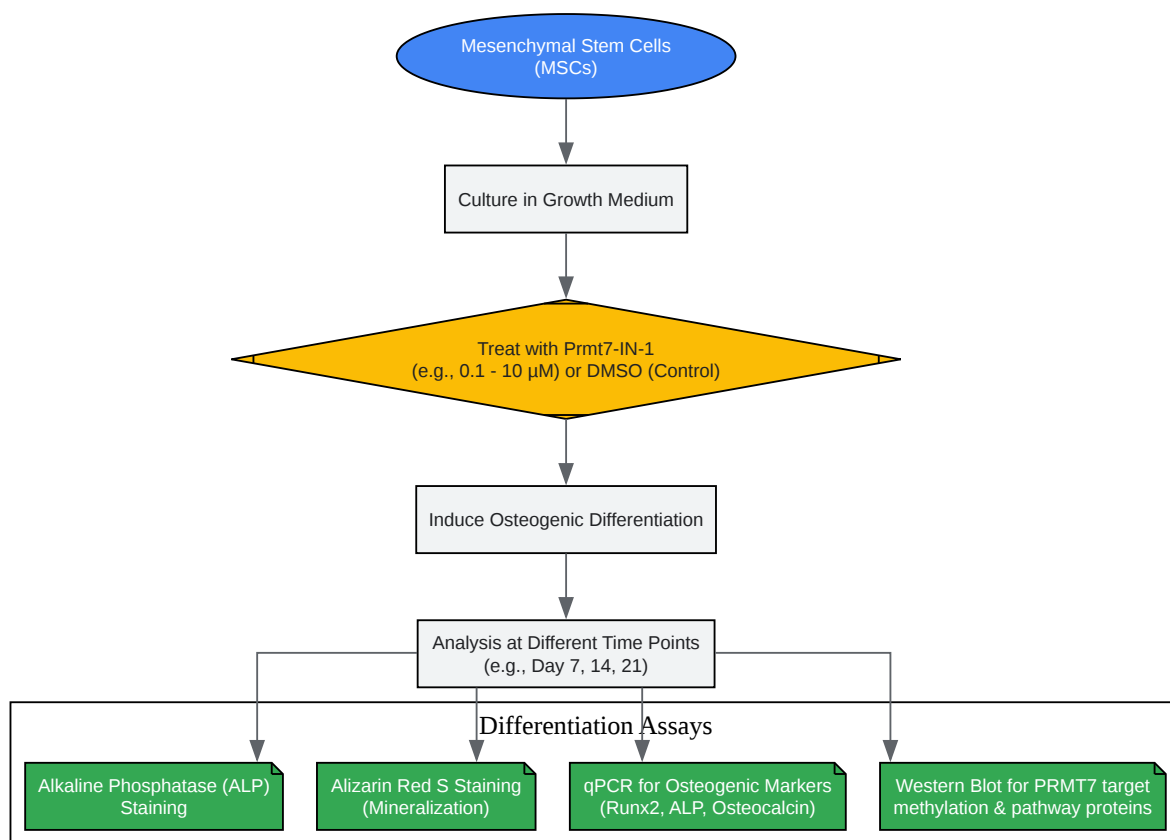 Mesenchymal Stem Cells
(MSCs)
Culture in Growth Medium
Treat with Prmt7-IN-1
(e.g., 0.1 - 10 µM) or DMSO (Control)
Induce Osteogenic Differentiation
Analysis at Different Time Points
(e.g., Day 7, 14, 21)
Differentiation Assays
Alkaline Phosphatase (ALP)
Staining
Alizarin Red S Staining
(Mineralization)
qPCR for Osteogenic Markers
(Runx2, ALP, Osteocalcin)
Western Blot for PRMT7 target
methylation & pathway proteins